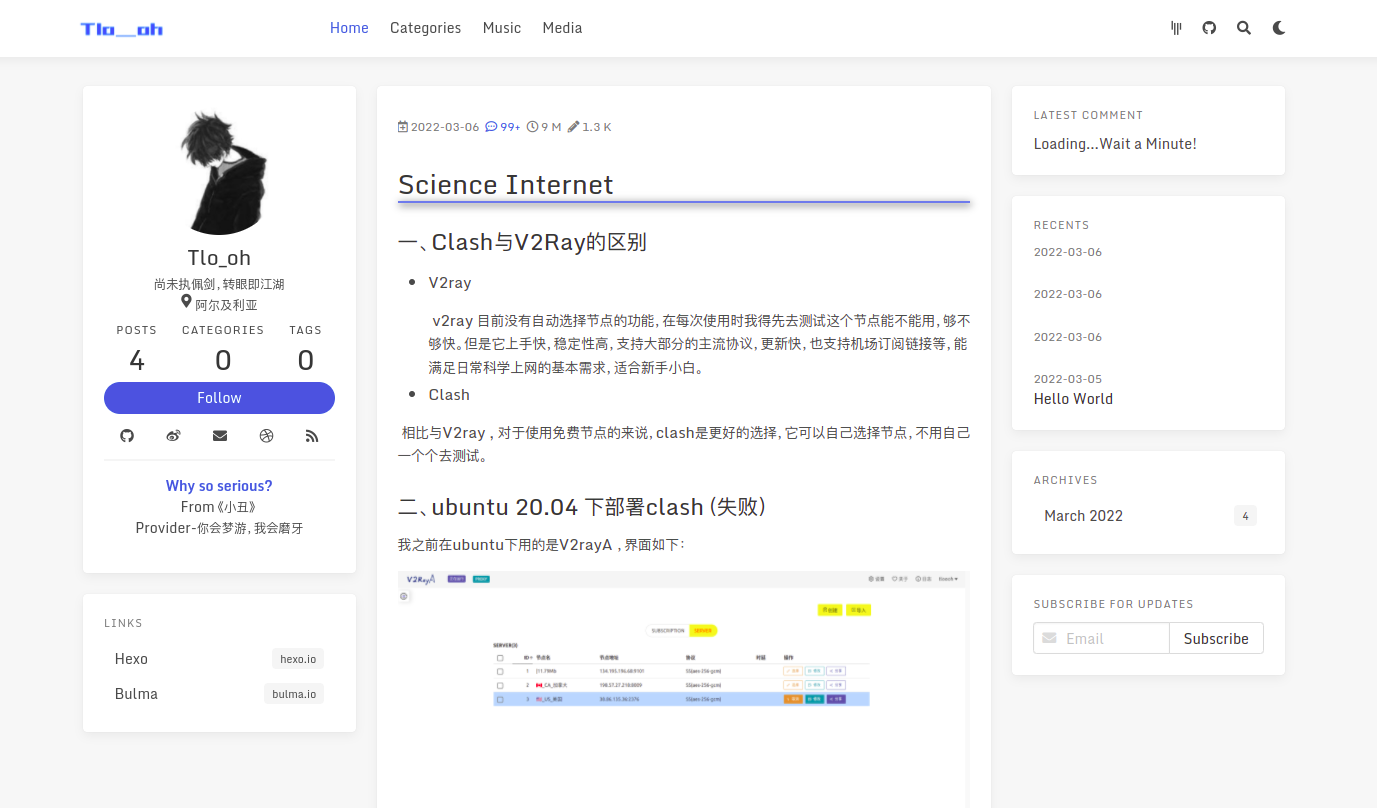 Tlo_oh
Home Categories Music Media
Tlo_oh
尚未执佩剑，转眼即江湖
阿尔及利亚
POSTS CATEGORIES TAGS
4 0 0
Follow
Why so serious?
From《小丑》
Provider-你会梦游，我会磨牙
LINKS
Hexo hexo.io
Bulma bulma.io
2022-03-06 99+ 9 M 1.3 K
Science Internet
一、Clash与V2Ray的区别
V2ray
v2ray 目前没有自动选择节点的功能，在每次使用时我得先去测试这个节点能不能用，够不
够快。但是它上手快，稳定性高，支持大部分的主流协议，更新快，也支持机场订阅链接等，能
满足日常科学上网的基本需求，适合新手小白。
Clash
相比与V2ray，对于使用免费节点的来说，clash是更好的选择，它可以自己选择节点，不用自己
一个个去测试。
二、ubuntu 20.04 下部署clash（失败）
我之前在ubuntu下用的是V2rayA，界面如下：
V2RayA
SUBSCRIPTION SERVER
SERVER(3)
ID 节点名 节点地址 协议 时延 操作
LATEST COMMENT
Loading...Wait a Minute!
RECENTS
2022-03-06
2022-03-06
2022-03-06
2022-03-05
Hello World
ARCHIVES
March 2022 4
SUBSCRIBE FOR UPDATES
Email Subscribe